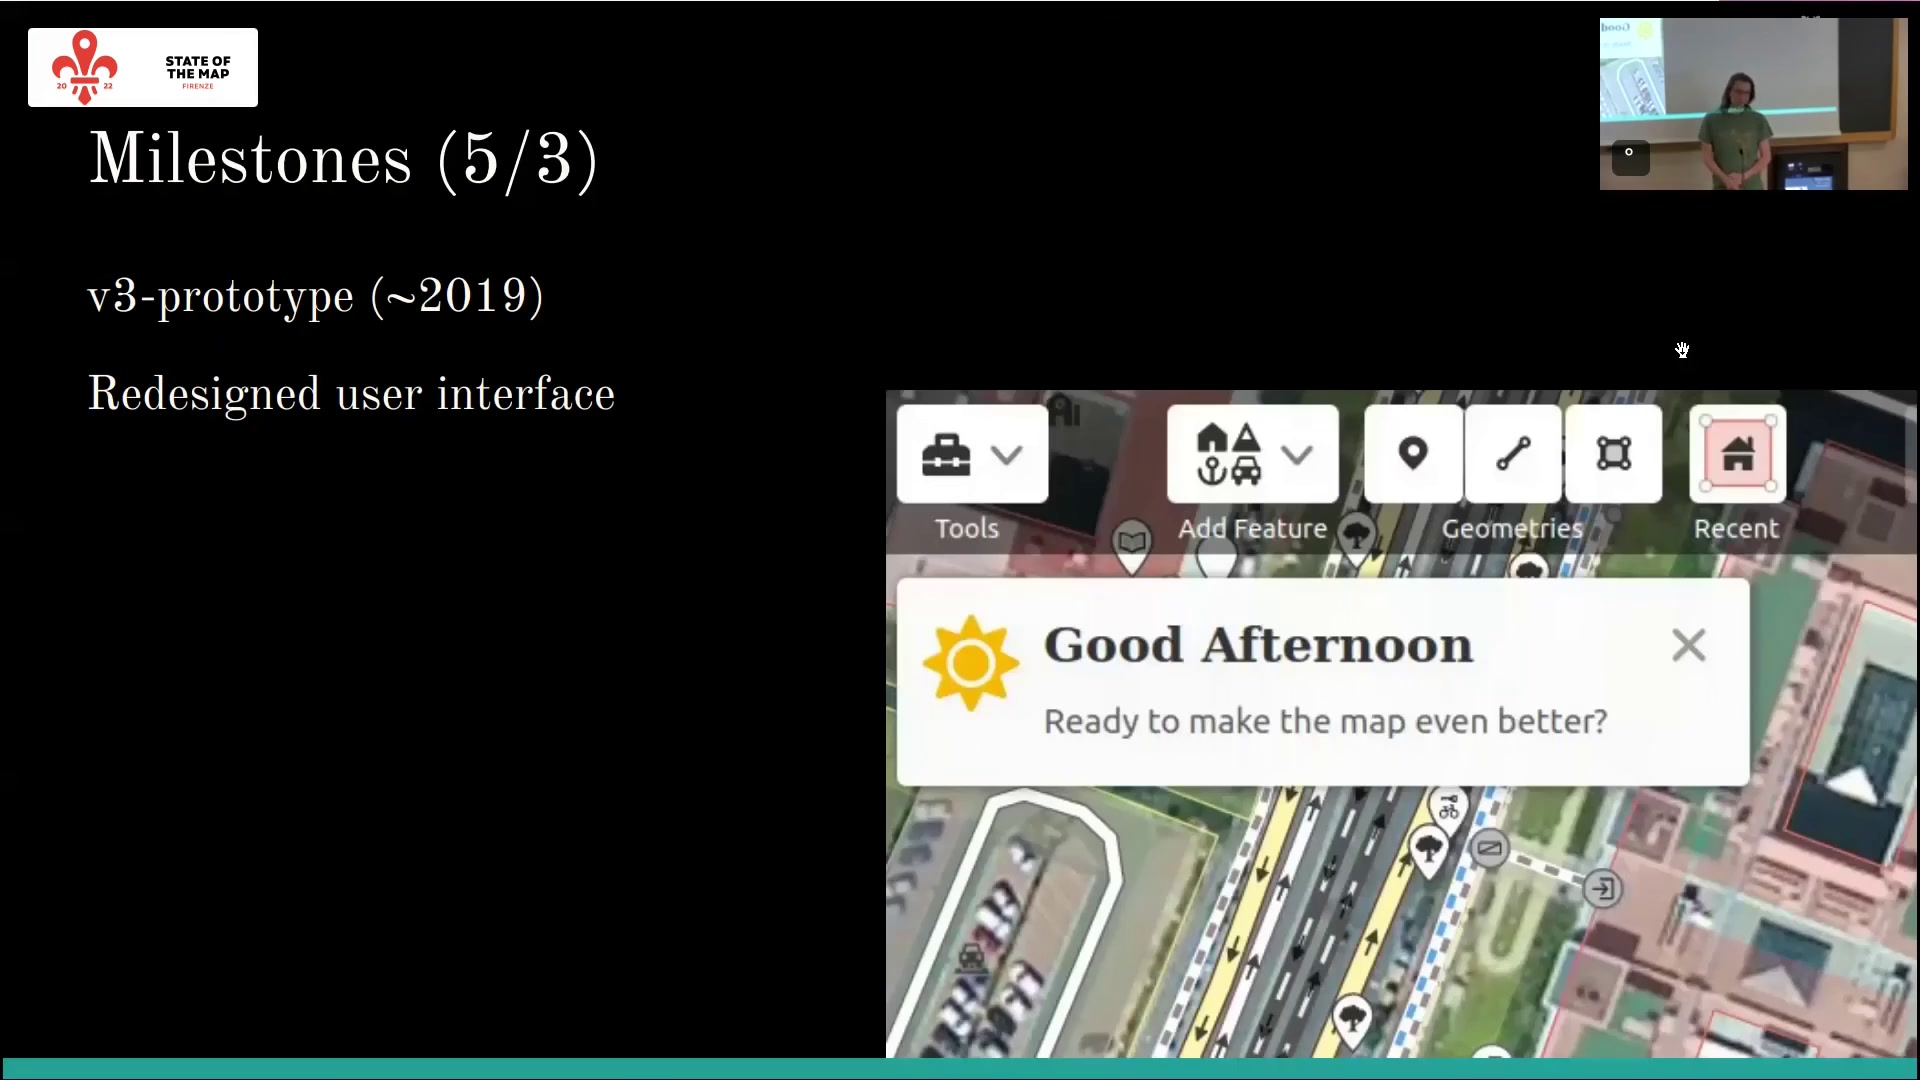 20 22
STATE OF
THE MAP
FIRENZE
Milestones (5/3)
v3-prototype (~2019)
Redesigned user interface
Tools
Add Feature
Geometries
Recent
Good Afternoon
Ready to make the map even better?